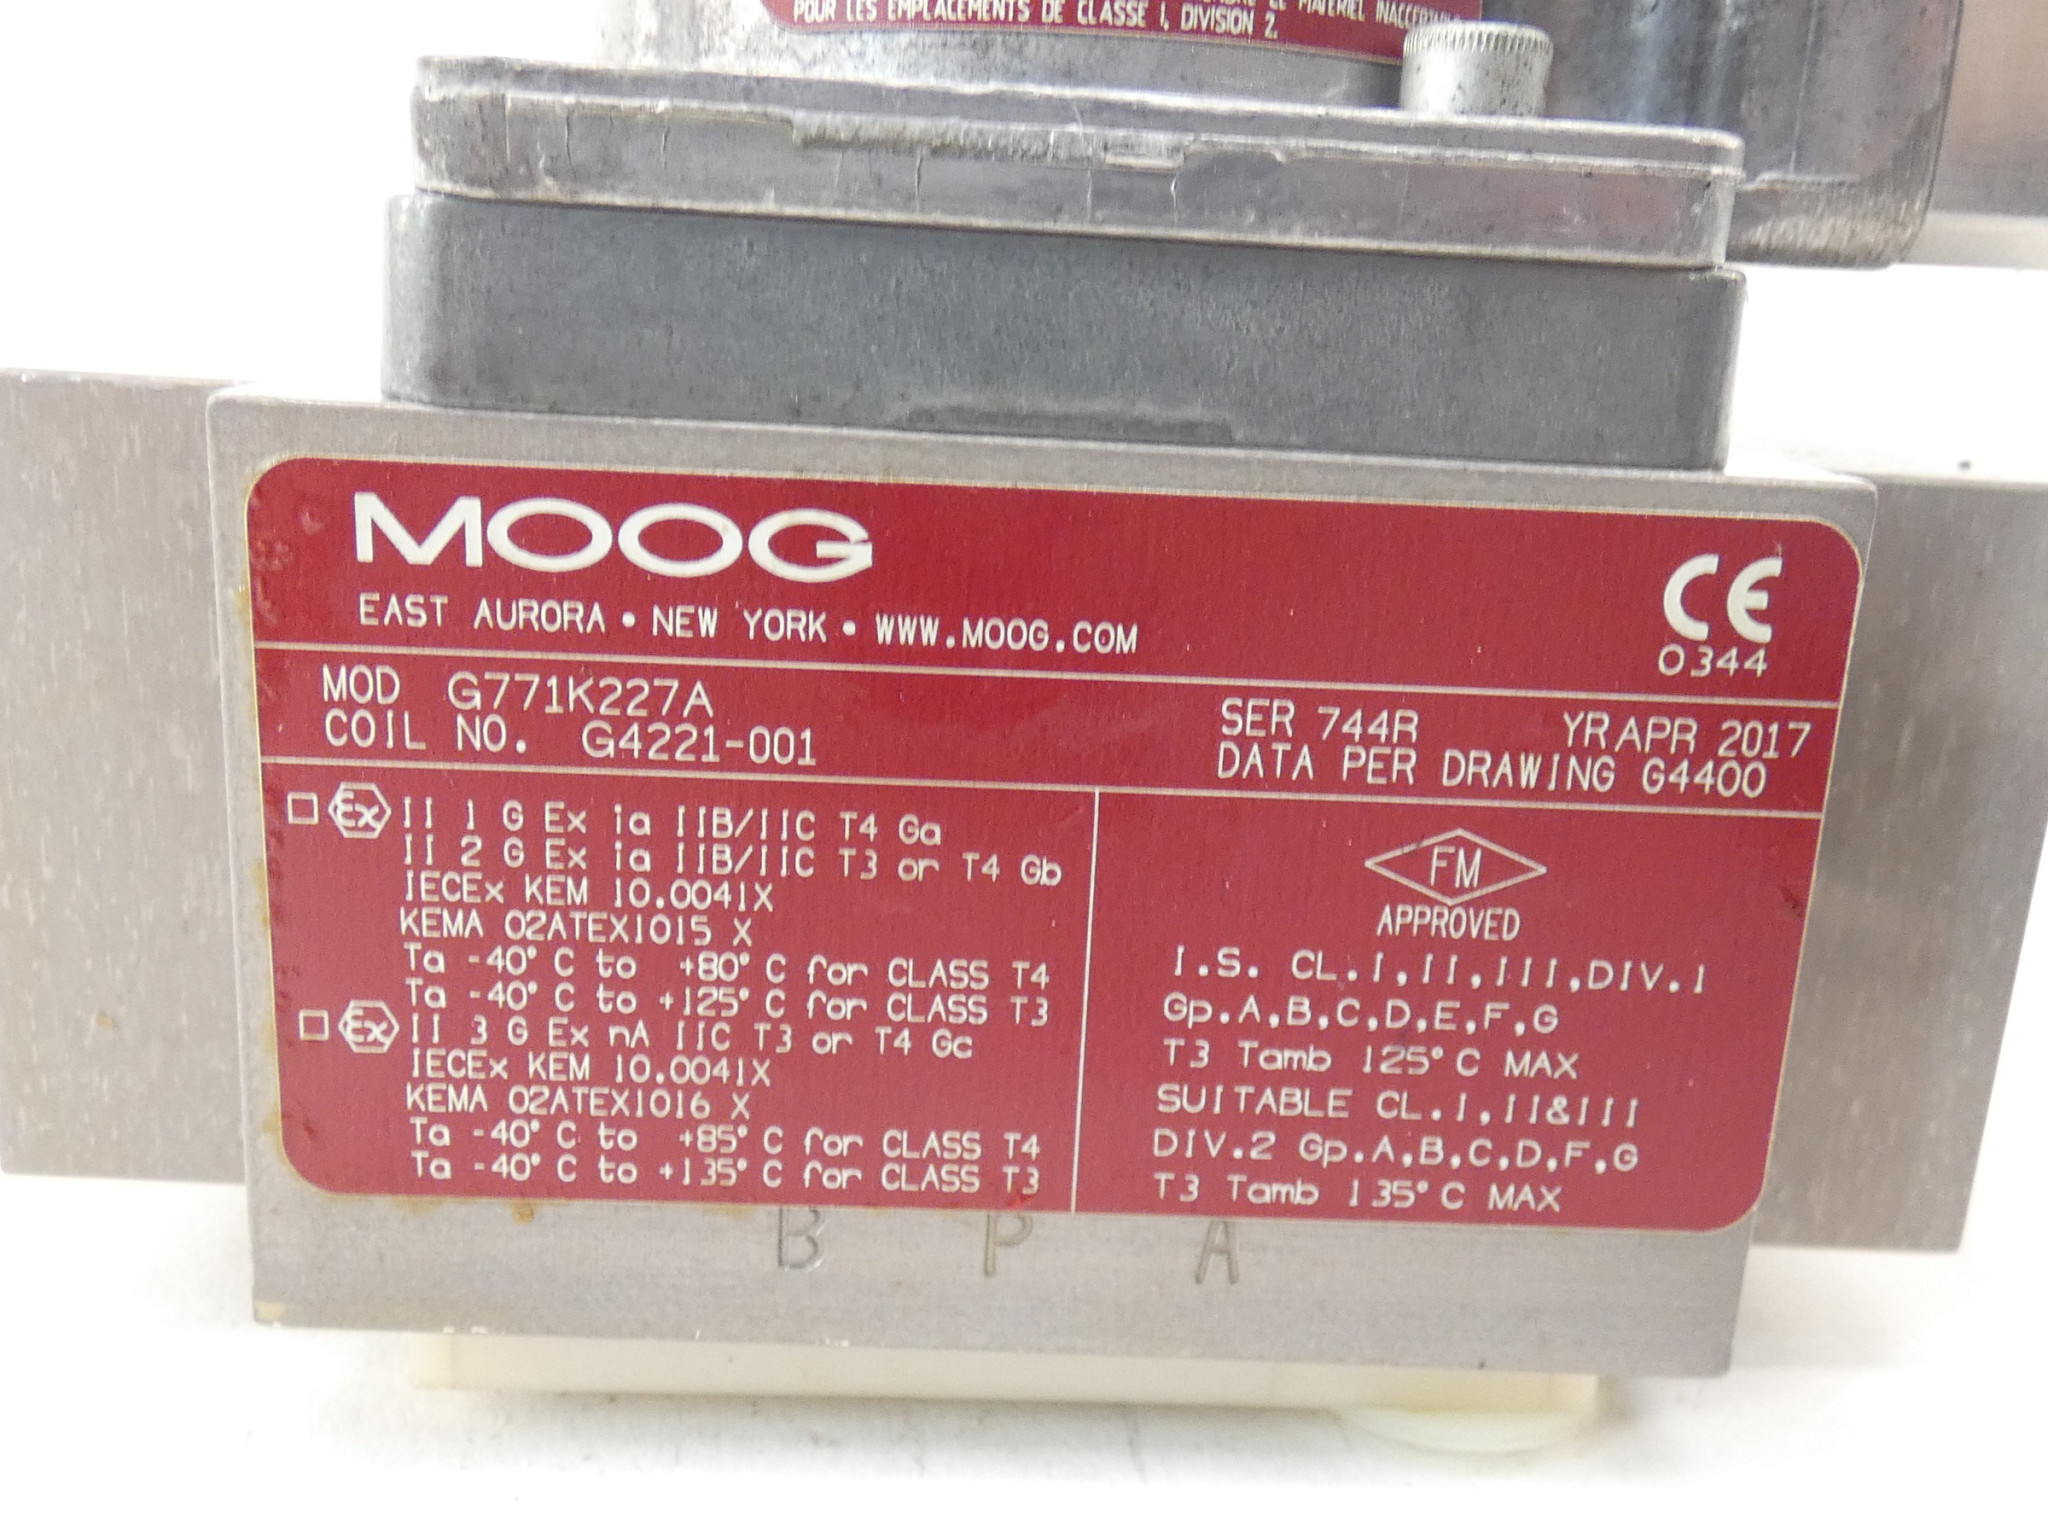 LE MATÉRIEL
POUR LES EMPLACEMENTS DE CLASSE I, DIVISION 2.
MOOG
EAST AURORA • NEW YORK • WWW.MOOG.COM
CE
0344
MOD G771K227A
COIL NO. G4221-001
SER 744R YR APR 2017
DATA PER DRAWING G4400
Ex II 1 G Ex ia IIB/IIC T4 Ga
II 2 G Ex ia IIB/IIC T3 or T4 Gb
IECEx KEM 10.0041X
KEMA 02ATEX1015 X
Ta -40° C to +80° C for CLASS T4
Ta -40° C to +125° C for CLASS T3
Ex II 3 G Ex nA IIC T3 or T4 Gc
IECEx KEM 10.0041X
KEMA 02ATEX1016 X
Ta -40° C to +85° C for CLASS T4
Ta -40° C to +135° C for CLASS T3
FM
APPROVED
I.S. CL.I,II,III,DIV.1
Gp.A,B,C,D,E,F,G
T3 Tamb 125° C MAX
SUITABLE CL.I,II&III
DIV.2 Gp.A,B,C,D,F,G
T3 Tamb 135° C MAX
B P A